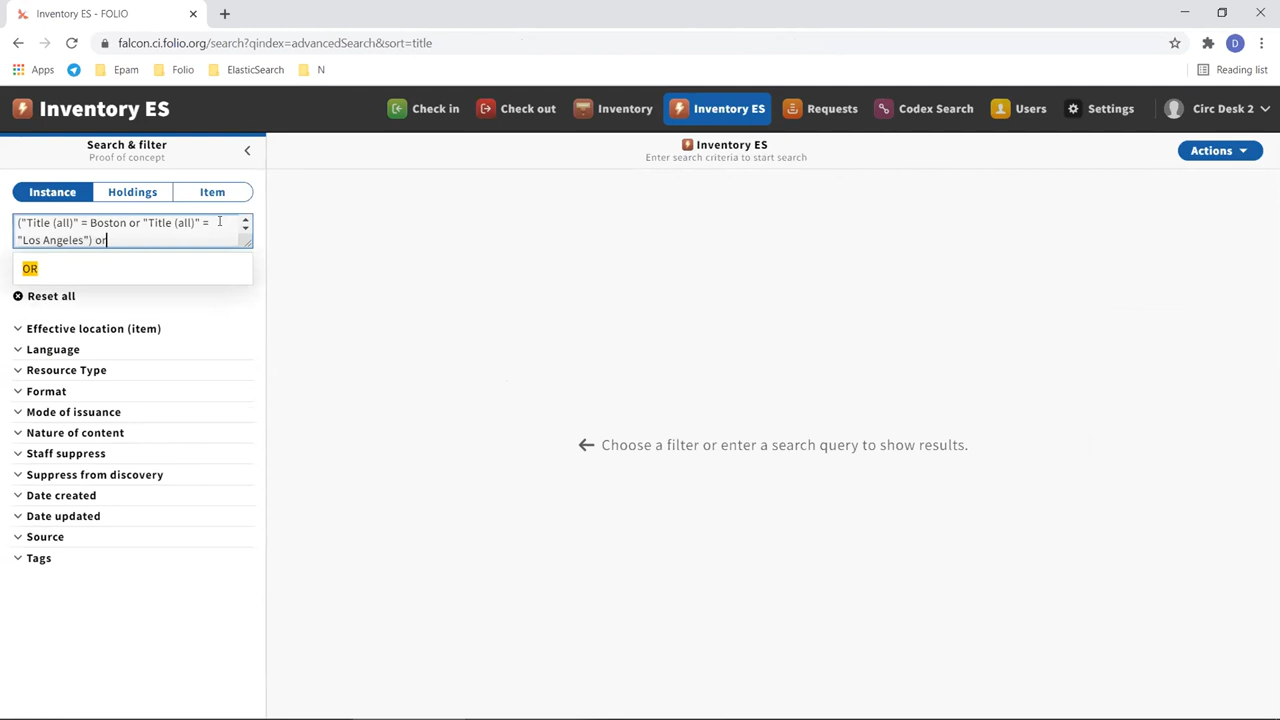 Inventory ES - FOLIO
falcon.ci.folio.org/search?qindex=advancedSearch&sort=title
Apps
Epam
Folio
ElasticSearch
N
Reading list
D
Inventory ES
Check in
Check out
Inventory
Inventory ES
Requests
Codex Search
Users
Settings
Circ Desk 2
Search & filter
Proof of concept
Inventory ES
Enter search criteria to start search
Actions
Instance
Holdings
Item
("Title (all)" = Boston or "Title (all)" =
"Los Angeles") or
OR
Reset all
Effective location (item)
Language
Resource Type
Format
Mode of issuance
Nature of content
Staff suppress
Suppress from discovery
Date created
Date updated
Source
Tags
Choose a filter or enter a search query to show results.